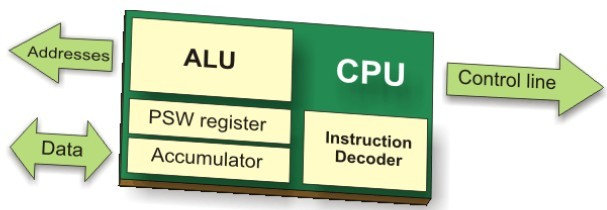 Addresses
ALU
CPU
Control line
PSW register
Data
Accumulator
Instruction
Decoder